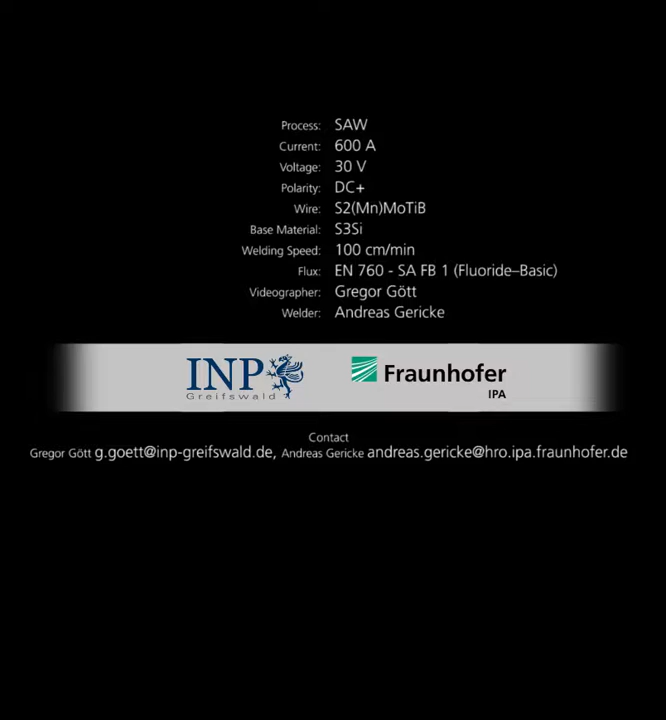 Process: SAW
Current: 600 A
Voltage: 30 V
Polarity: DC+
Wire: S2(Mn)MoTiB
Base Material: S3Si
Welding Speed: 100 cm/min
Flux: EN 760 - SA FB 1 (Fluoride–Basic)
Videographer: Gregor Gött
Welder: Andreas Gericke
INP Fraunhofer
Greifswald IPA
Contact
Gregor Gött g.goett@inp-greifswald.de, Andreas Gericke andreas.gericke@hro.ipa.fraunhofer.de